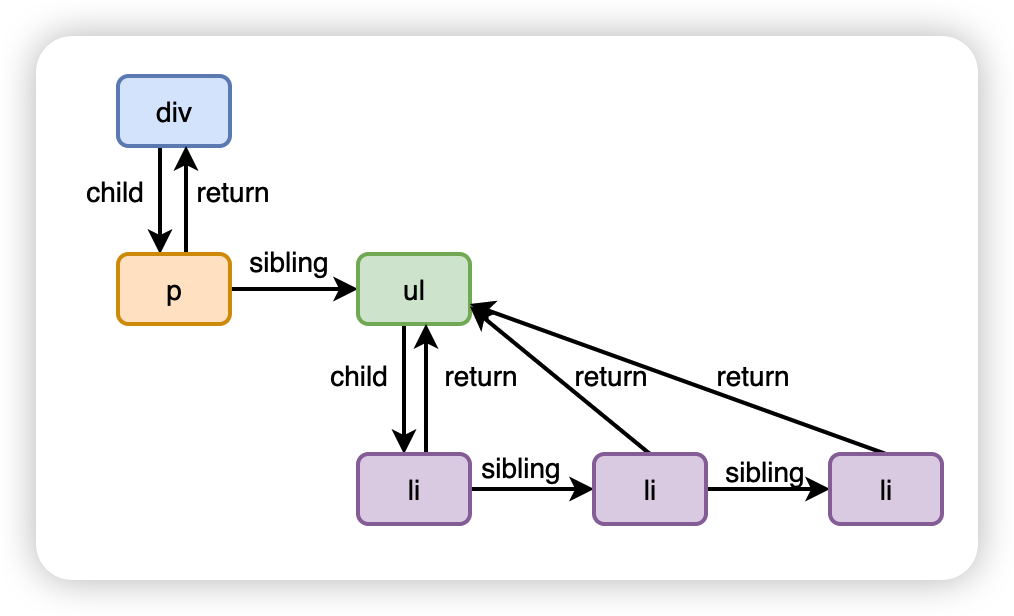 div
child
return
p
sibling
ul
child
return
return
return
li
sibling
li
sibling
li